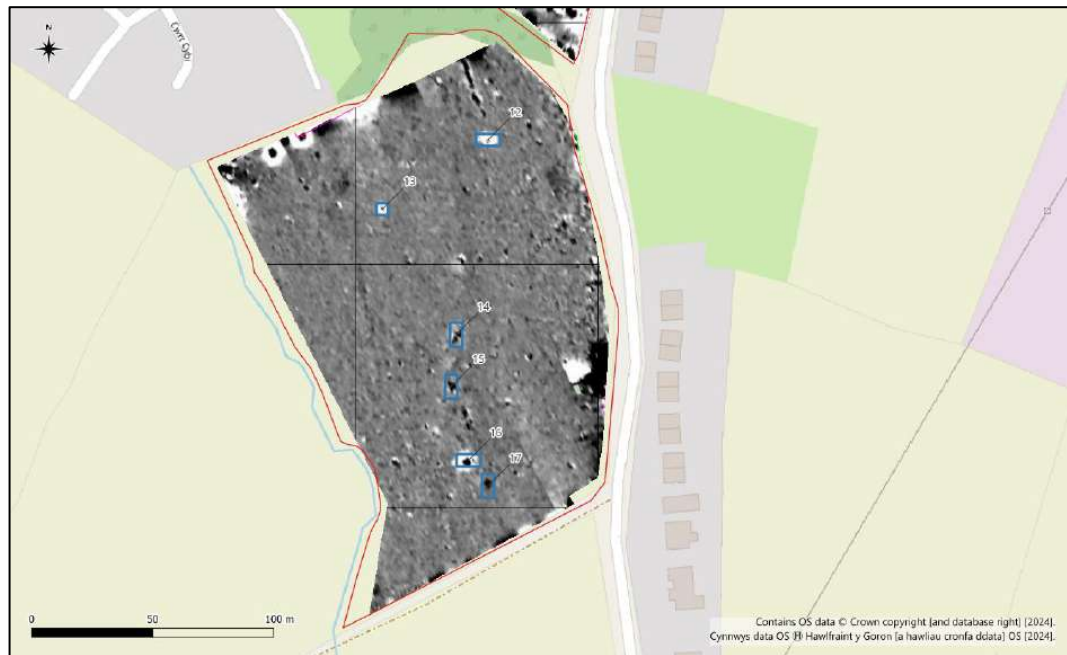 N
Cwrt Cybi
12
13
14
15
16
17
0 50 100 m
Contains OS data © Crown copyright [and database right] [2024].
Cynnwys data OS Ⓗ Hawlfraint y Goron [a hawliau cronfa ddata] OS [2024].